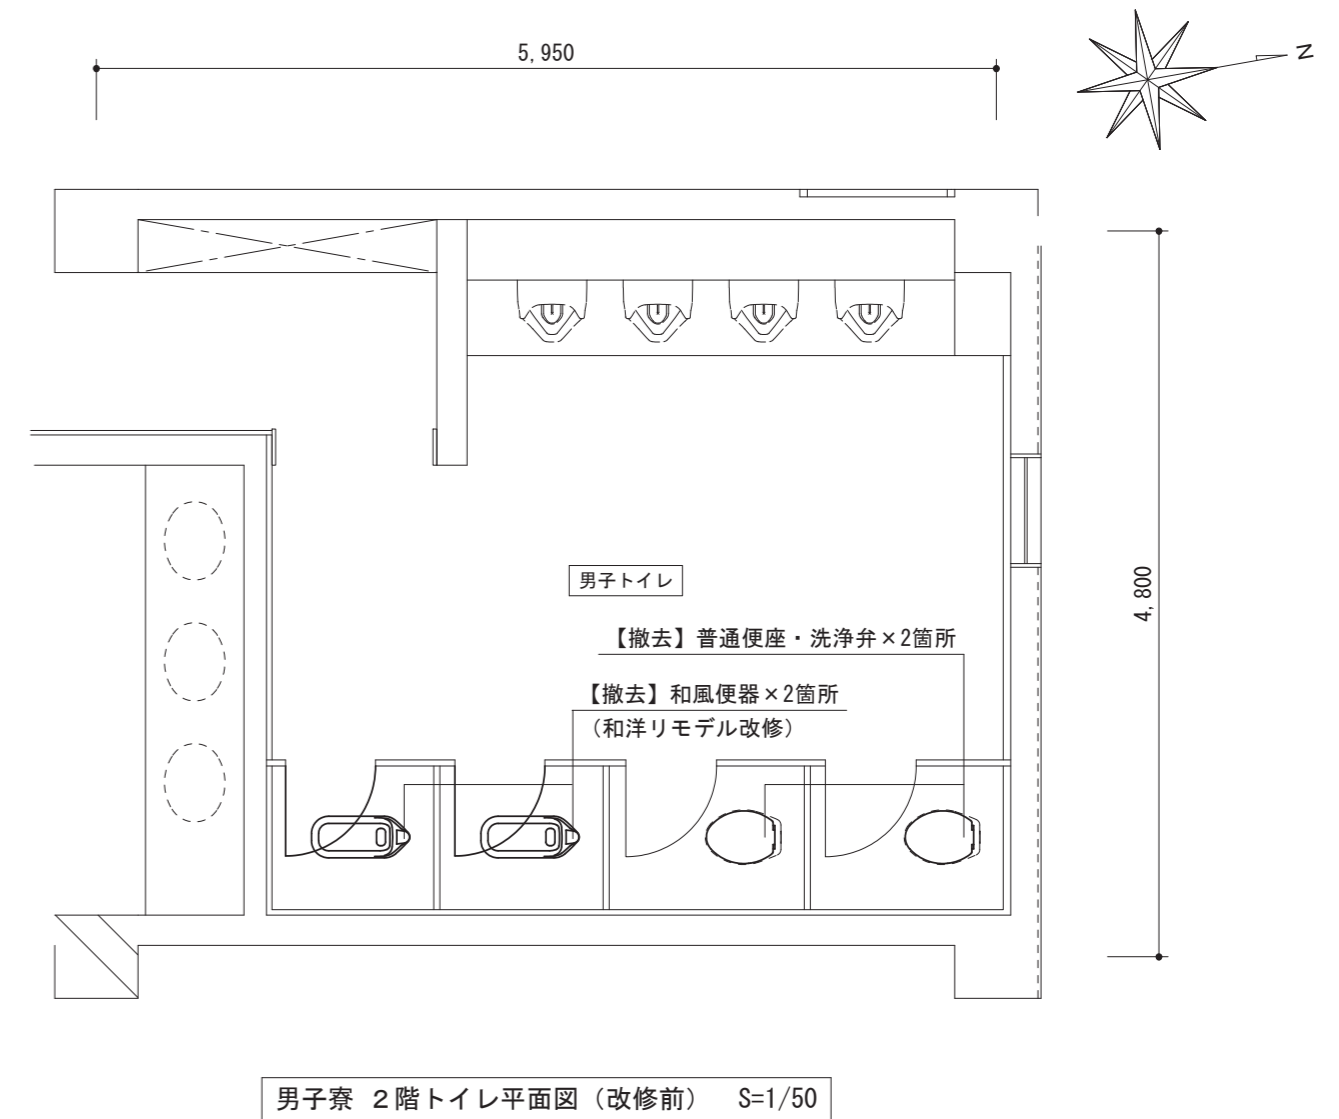 5,950
N
4,800
男子トイレ
【撤去】普通便座・洗浄弁×2箇所
【撤去】和風便器×2箇所
（和洋リモデル改修）
男子寮 2階トイレ平面図（改修前） S=1/50